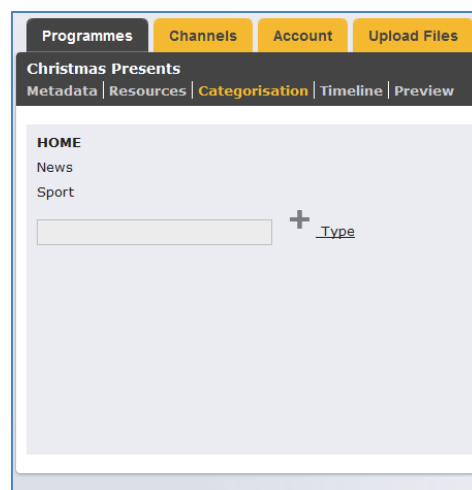 Programmes Channels Account Upload Files
Christmas Presents
Metadata | Resources | Categorisation | Timeline | Preview
HOME
News
Sport
+ Type